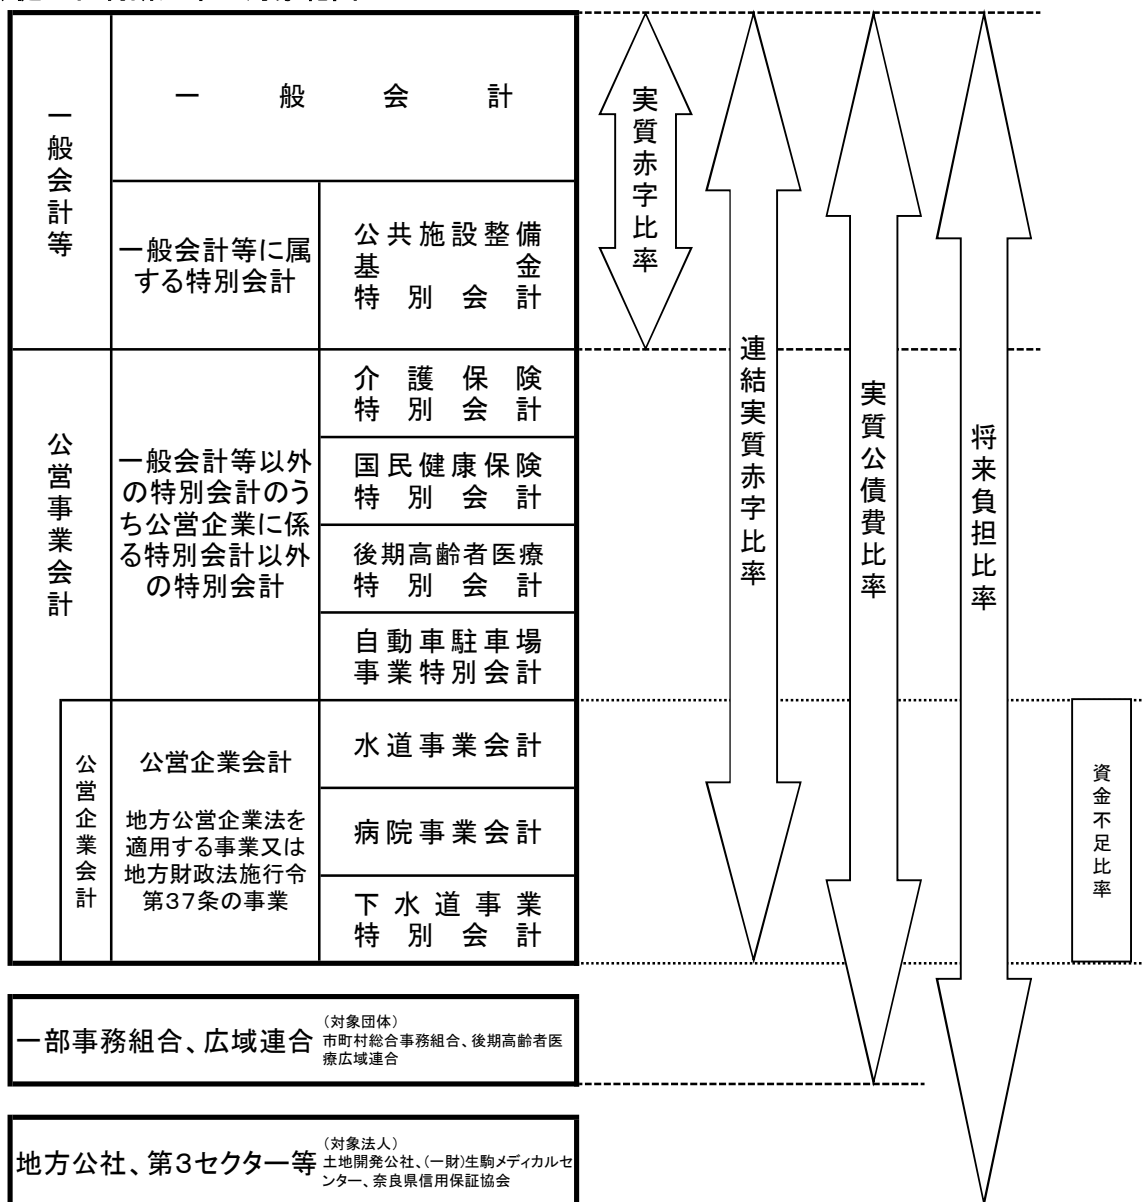 一般会計等
一般会計
一般会計等に属
する特別会計
公共施設整備
基金
特別会計
公営事業会計
一般会計等以外
の特別会計のう
ち公営企業に係
る特別会計以外
の特別会計
介護保険
特別会計
国民健康保険
特別会計
後期高齢者医療
特別会計
自動車駐車場
事業特別会計
公営企業会計
公営企業会計
地方公営企業法を
適用する事業又は
地方財政法施行令
第37条の事業
水道事業会計
病院事業会計
下水道事業
特別会計
実質赤字比率
連結実質赤字比率
実質公債費比率
将来負担比率
資金不足比率
一部事務組合、広域連合
(対象団体)
市町村総合事務組合、後期高齢者医
療広域連合
地方公社、第3セクター等
(対象法人)
土地開発公社、(一財)生駒メディカルセ
ンター、奈良県信用保証協会